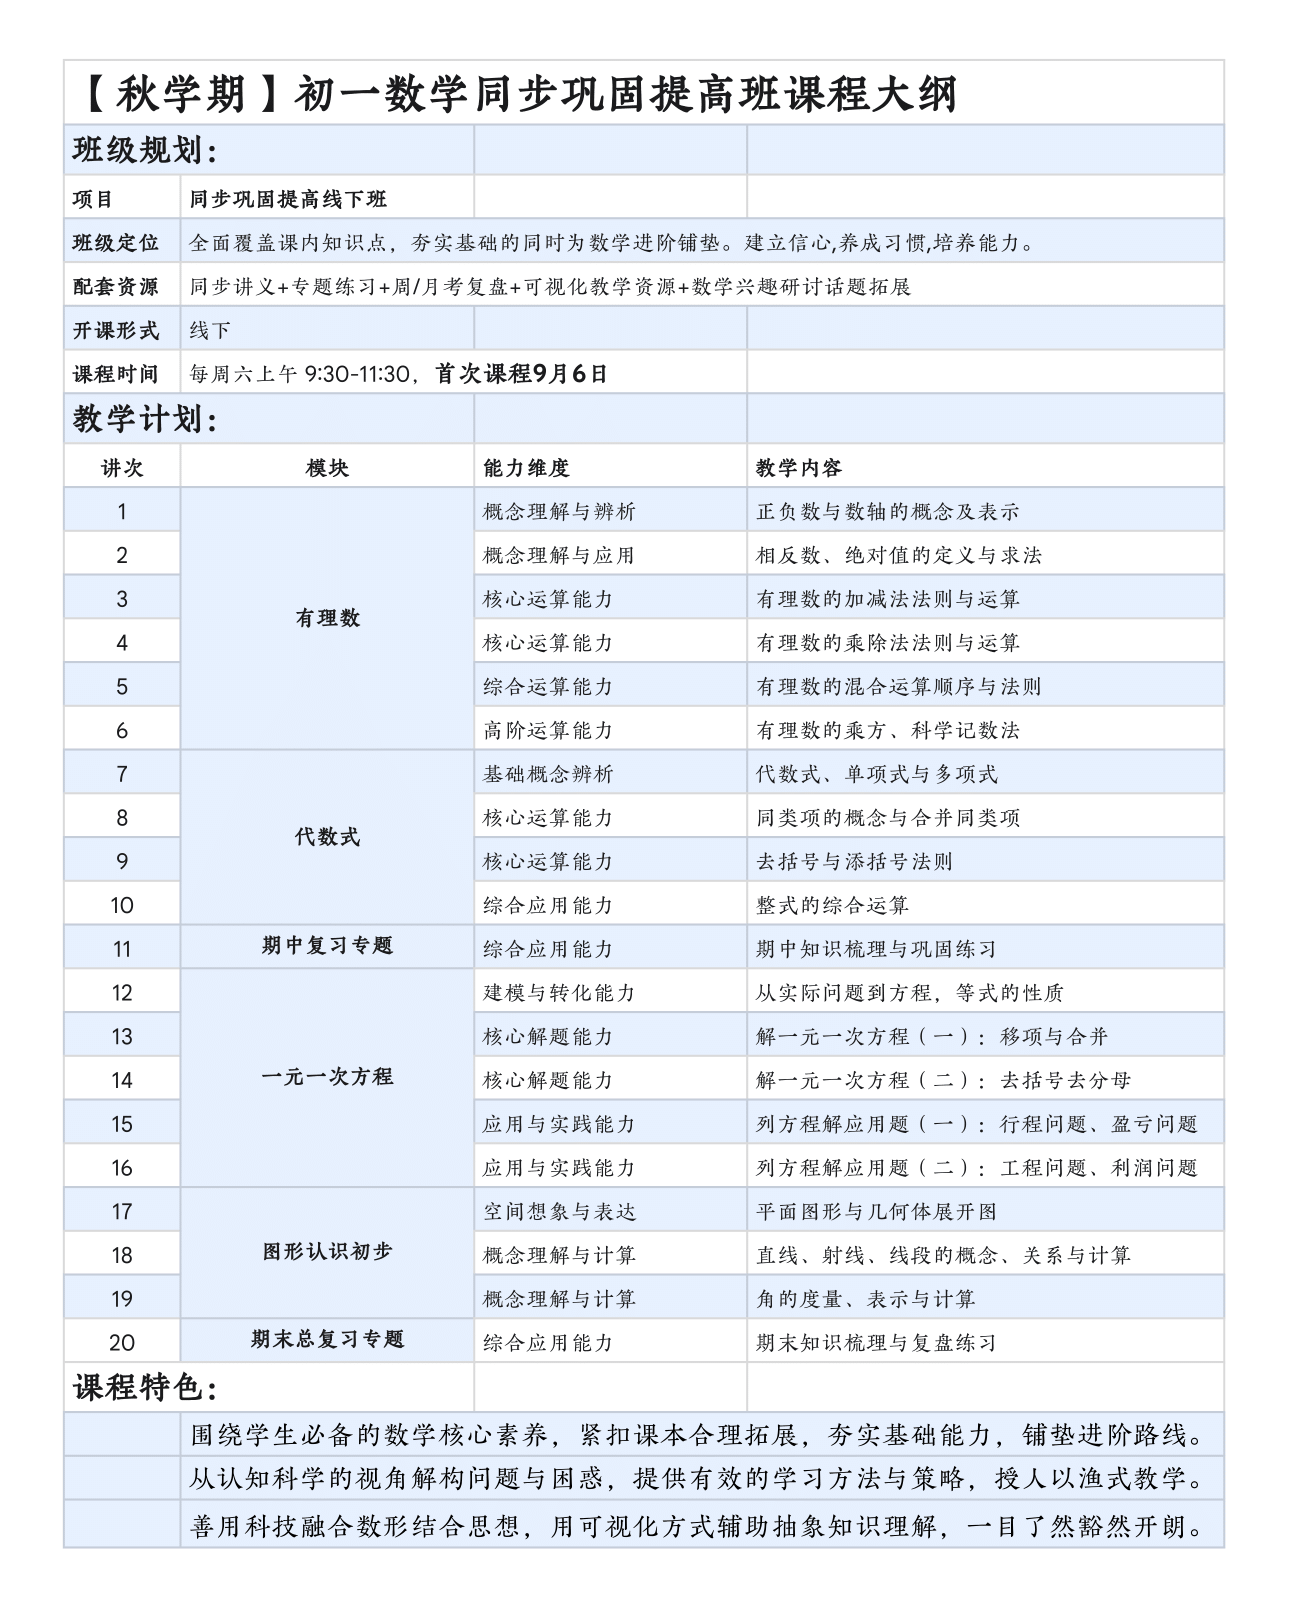 【秋学期】初一数学同步巩固提高班课程大纲
班级规划：
项目 同步巩固提高线下班
班级定位 全面覆盖课内知识点，夯实基础的同时为数学进阶铺垫。建立信心,养成习惯,培养能力。
配套资源 同步讲义+专题练习+周/月考复盘+可视化教学资源+数学兴趣研讨话题拓展
开课形式 线下
课程时间 每周六上午 9:30-11:30，首次课程9月6日
教学计划：
讲次 模块 能力维度 教学内容
1 概念理解与辨析 正负数与数轴的概念及表示
2 概念理解与应用 相反数、绝对值的定义与求法
3 核心运算能力 有理数的加减法法则与运算
有理数
4 核心运算能力 有理数的乘除法法则与运算
5 综合运算能力 有理数的混合运算顺序与法则
6 高阶运算能力 有理数的乘方、科学记数法
7 基础概念辨析 代数式、单项式与多项式
8 核心运算能力 同类项的概念与合并同类项
代数式
9 核心运算能力 去括号与添括号法则
10 综合应用能力 整式的综合运算
11 期中复习专题 综合应用能力 期中知识梳理与巩固练习
12 建模与转化能力 从实际问题到方程，等式的性质
13 核心解题能力 解一元一次方程（一）：移项与合并
14 一元一次方程 核心解题能力 解一元一次方程（二）：去括号去分母
15 应用与实践能力 列方程解应用题（一）：行程问题、盈亏问题
16 应用与实践能力 列方程解应用题（二）：工程问题、利润问题
17 空间想象与表达 平面图形与几何体展开图
18 图形认识初步 概念理解与计算 直线、射线、线段的概念、关系与计算
19 概念理解与计算 角的度量、表示与计算
20 期末总复习专题 综合应用能力 期末知识梳理与复盘练习
课程特色：
围绕学生必备的数学核心素养，紧扣课本合理拓展，夯实基础能力，铺垫进阶路线。
从认知科学的视角解构问题与困惑，提供有效的学习方法与策略，授人以渔式教学。
善用科技融合数形结合思想，用可视化方式辅助抽象知识理解，一目了然豁然开朗。